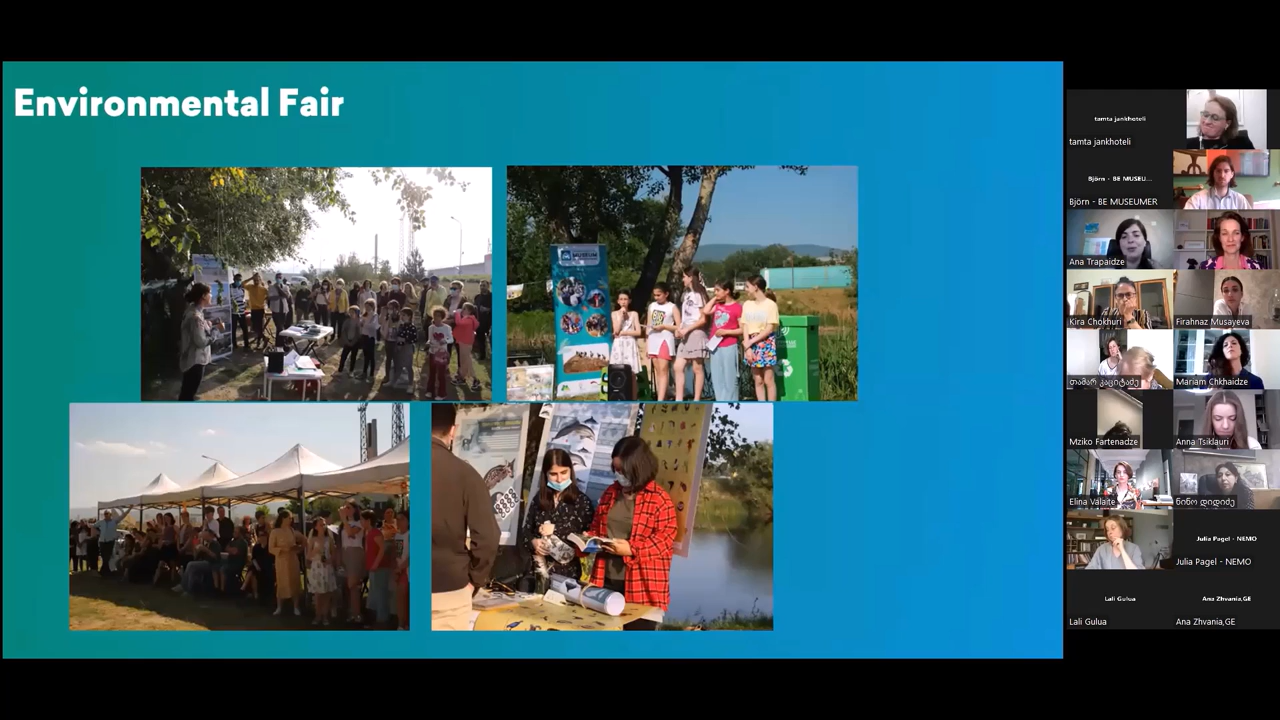 Environmental Fair
MUSEUM
tamta jankhoteli
tamta jankhoteli
Björn - BE MUSEU...
Björn - BE MUSEUMER
Ana Trapaidze
Kira Chokhuri
Firahnaz Musayeva
თამარ კაციტაძე
Mariam Chkhaidze
Mziko Fartenadze
Anna Tsiklauri
Elina Valaite
ნინო დიდიძე
Julia Pagel - NEMO
Julia Pagel - NEMO
Lali Gulua
Ana Zhvania,GE
Lali Gulua
Ana Zhvania,GE